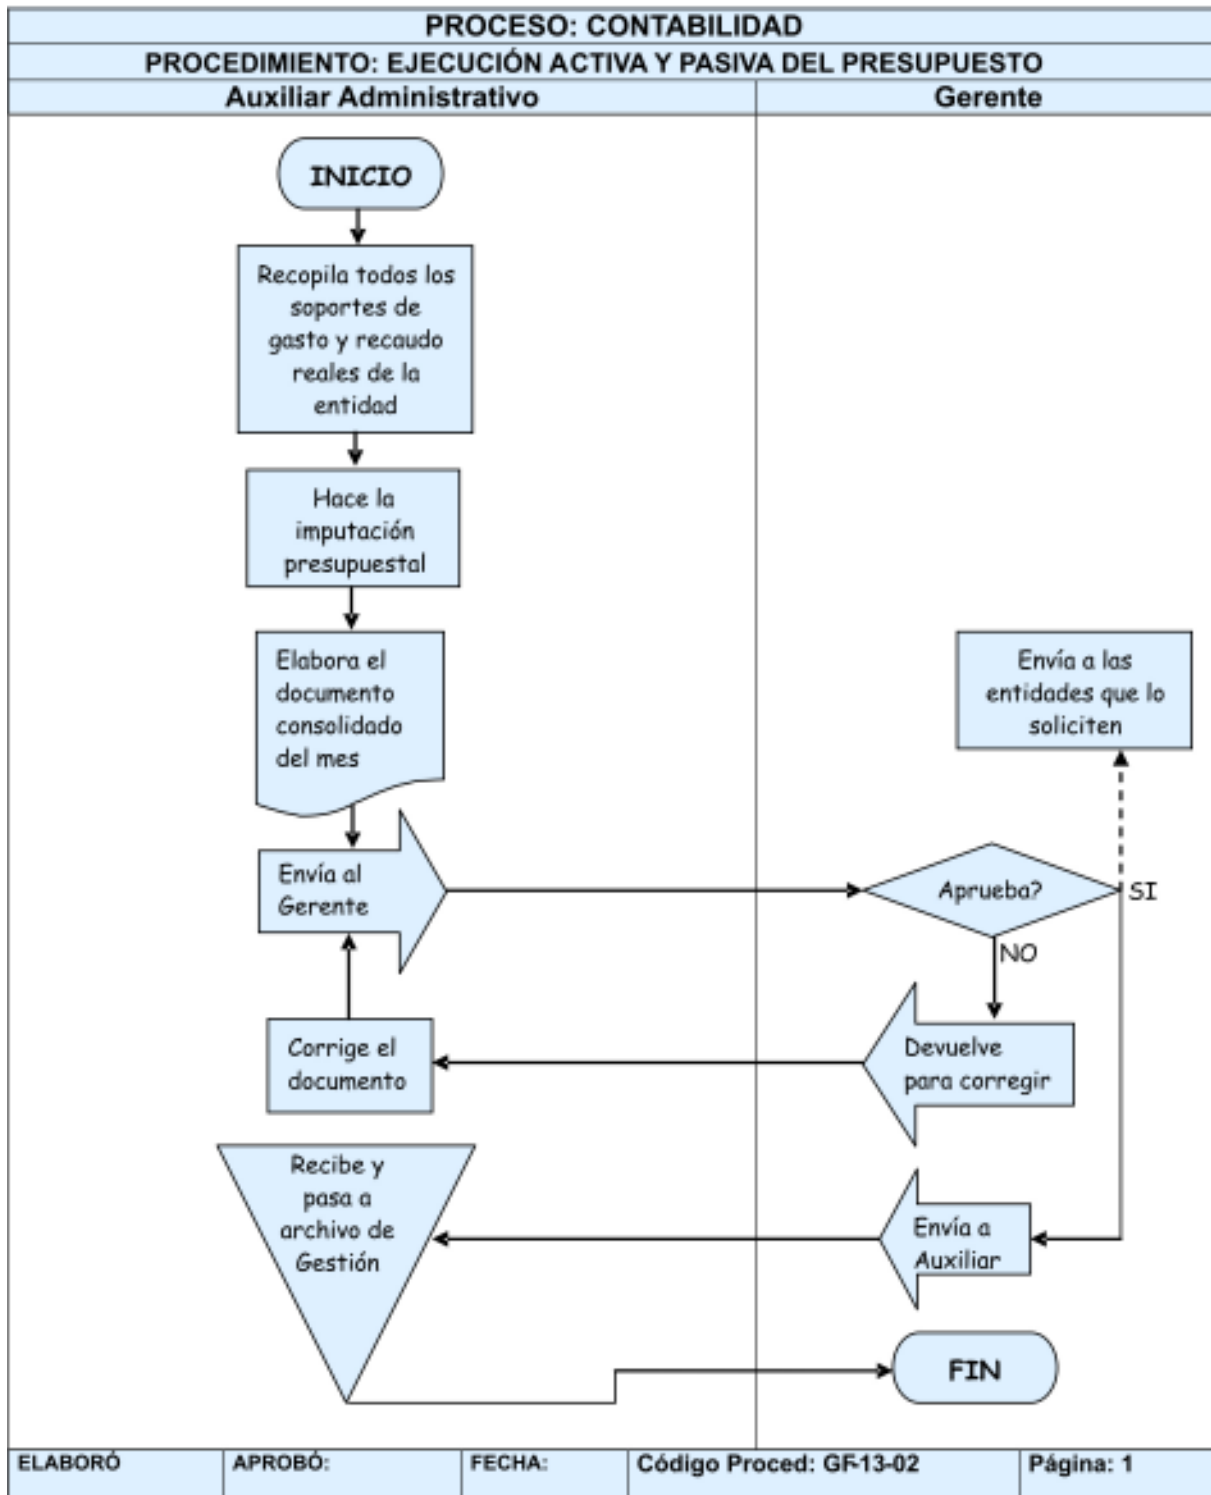 PROCESO: CONTABILIDAD
PROCEDIMIENTO: EJECUCIÓN ACTIVA Y PASIVA DEL PRESUPUESTO
Auxiliar Administrativo
Gerente
INICIO
Recopila todos los
soportes de
gasto y recaudo
reales de la
entidad
Hace la
imputación
presupuestal
Elabora el
documento
consolidado
del mes
Envía a las
entidades que lo
soliciten
Envía al
Gerente
Aprueba?
SI
NO
Corrige el
documento
Devuelve
para corregir
Recibe y
pasa a
archivo de
Gestión
Envía a
Auxiliar
FIN
ELABORÓ
APROBÓ:
FECHA:
Código Proced: GF-13-02
Página: 1